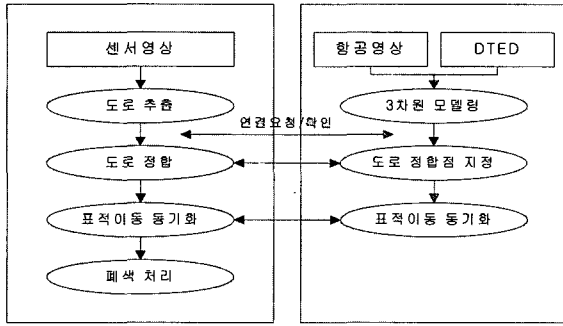 센서영상
항공영상
DTED
도로 추출
3차원 모델링
연결요청/확인
도로 정합
도로 정합점 지정
표적이동 동기화
표적이동 동기화
폐색 처리